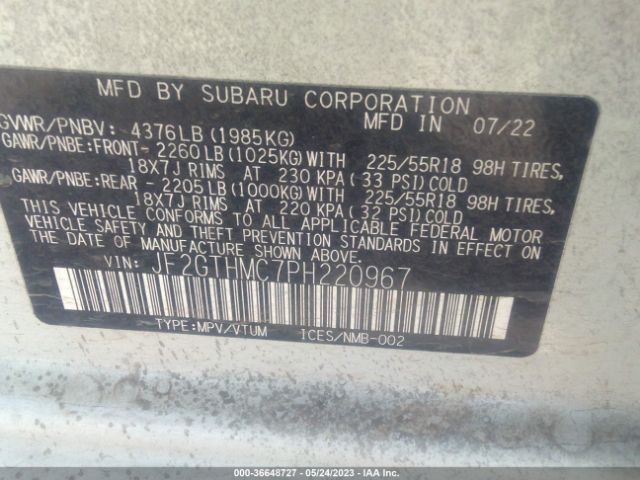 MFD BY SUBARU CORPORATION
MFD IN 07/22
GVWR/PNBV: 4376LB(1985KG)
GAWR/PNBE:FRONT- 2260LB(1025KG)WITH 225/55R18 98H TIRES,
18X7J RIMS AT 230 KPA(33 PSI)COLD
GAWR/PNBE:REAR - 2205LB(1000KG)WITH 225/55R18 98H TIRES,
18X7J RIMS AT 220 KPA(32 PSI)COLD
THIS VEHICLE CONFORMS TO ALL APPLICABLE FEDERAL MOTOR
VEHICLE SAFETY AND THEFT PREVENTION STANDARDS IN EFFECT ON
THE DATE OF MANUFACTURE SHOWN ABOVE.
VIN: JF2GTHMC7PH220967
TYPE:MPV/VTUM ICES/NMB-002
000-36648727 - 05/24/2023 - IAA Inc.